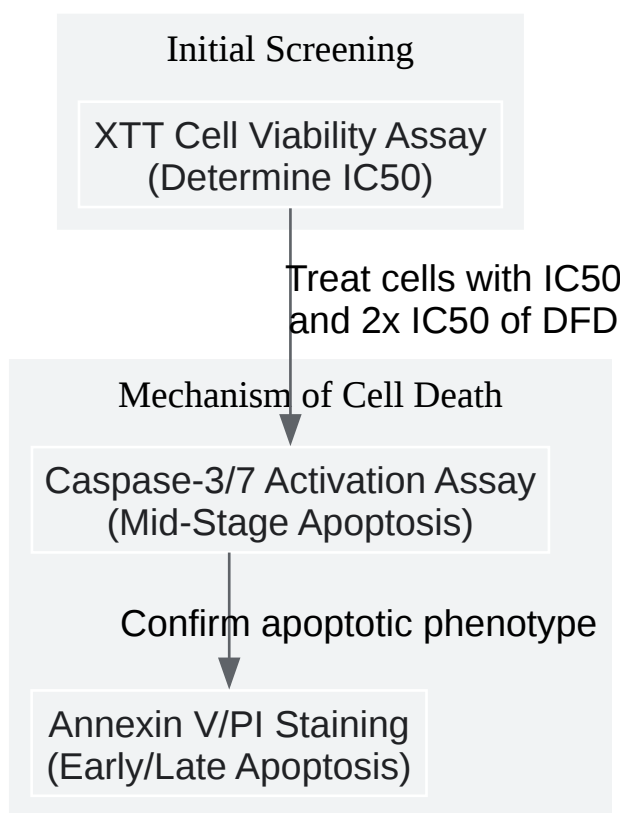 Initial Screening
XTT Cell Viability Assay
(Determine IC50)
Treat cells with IC50
and 2x IC50 of DFD
Mechanism of Cell Death
Caspase-3/7 Activation Assay
(Mid-Stage Apoptosis)
Confirm apoptotic phenotype
Annexin V/PI Staining
(Early/Late Apoptosis)